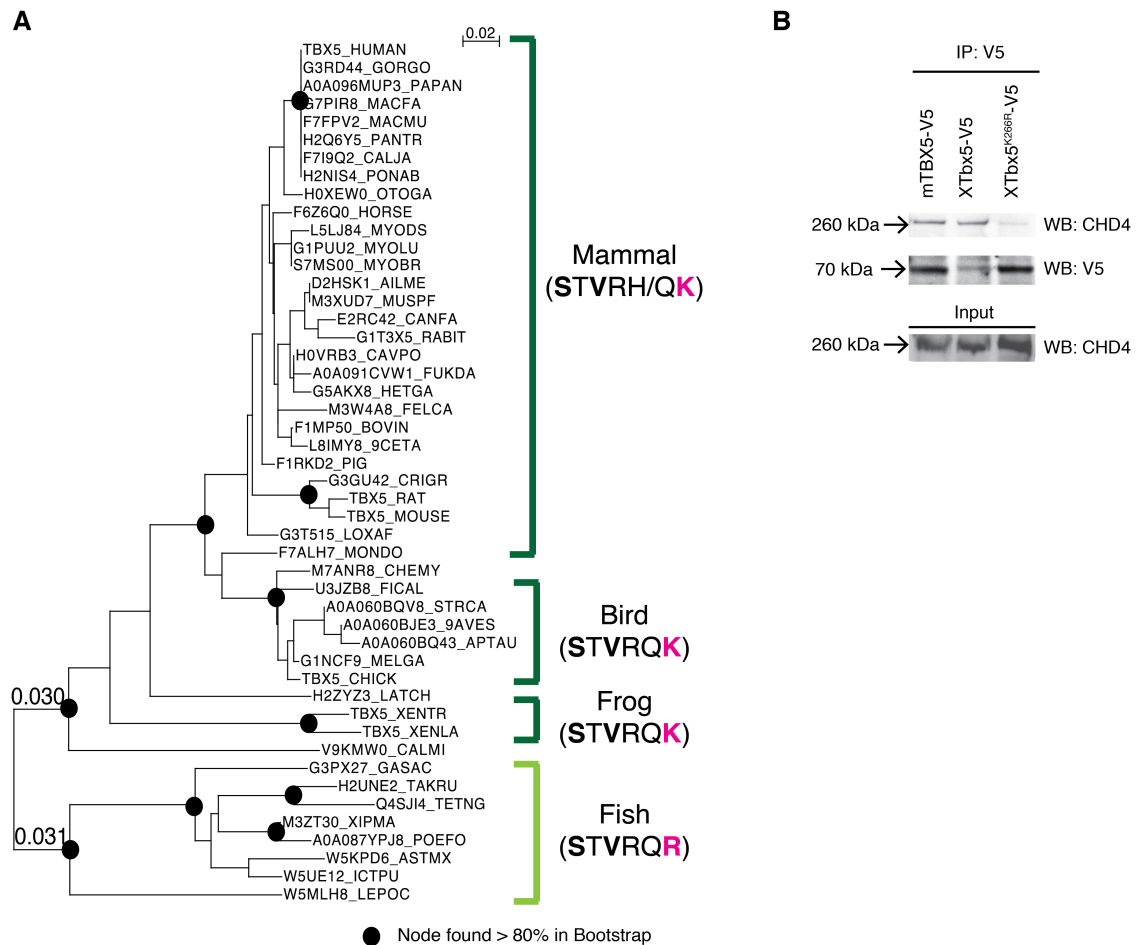 A
0.02
TBX5_HUMAN
G3RD44_GORGO
A0A096MUP3_PAPAN
G7PIR8_MACFA
F7FPV2_MACMU
H2Q6Y5_PANTR
F7I9Q2_CALJA
H2NIS4_PONAB
H0XEW0_OTOGA
F6Z6Q0_HORSE
L5LJ84_MYODS
G1PUU2_MYOLU
S7MS00_MYOBR
D2HSK1_AILME
M3XUD7_MUSPF
E2RC42_CANFA
G1T3X5_RABIT
H0VRB3_CAVPO
A0A091CVW1_FUKDA
G5AKX8_HETGA
M3W4A8_FELCA
F1MP50_BOVIN
L8IMY8_9CETA
F1RKD2_PIG
G3GU42_CRIGR
TBX5_RAT
TBX5_MOUSE
G3T515_LOXAF
F7ALH7_MONDO
M7ANR8_CHEMY
U3JZB8_FICAL
A0A060BQV8_STRCA
A0A060BJE3_9AVES
A0A060BQ43_APTAU
G1NCF9_MELGA
TBX5_CHICK
H2ZYZ3_LATCH
TBX5_XENTR
TBX5_XENLA
V9KMW0_CALMI
G3PX27_GASAC
H2UNE2_TAKRU
Q4SJI4_TETNG
M3ZT30_XIPMA
A0A087YPJ8_POEFO
W5KPD6_ASTMX
W5UE12_ICTPU
W5MLH8_LEPOC
0.030
0.031
Mammal
(STVRH/QK)
Bird
(STVRQK)
Frog
(STVRQK)
Fish
(STVRQR)
Node found > 80% in Bootstrap
B
IP: V5
mTBX5-V5
XTbx5-V5
XTbx5K266R-V5
260 kDa
WB: CHD4
70 kDa
WB: V5
Input
260 kDa
WB: CHD4